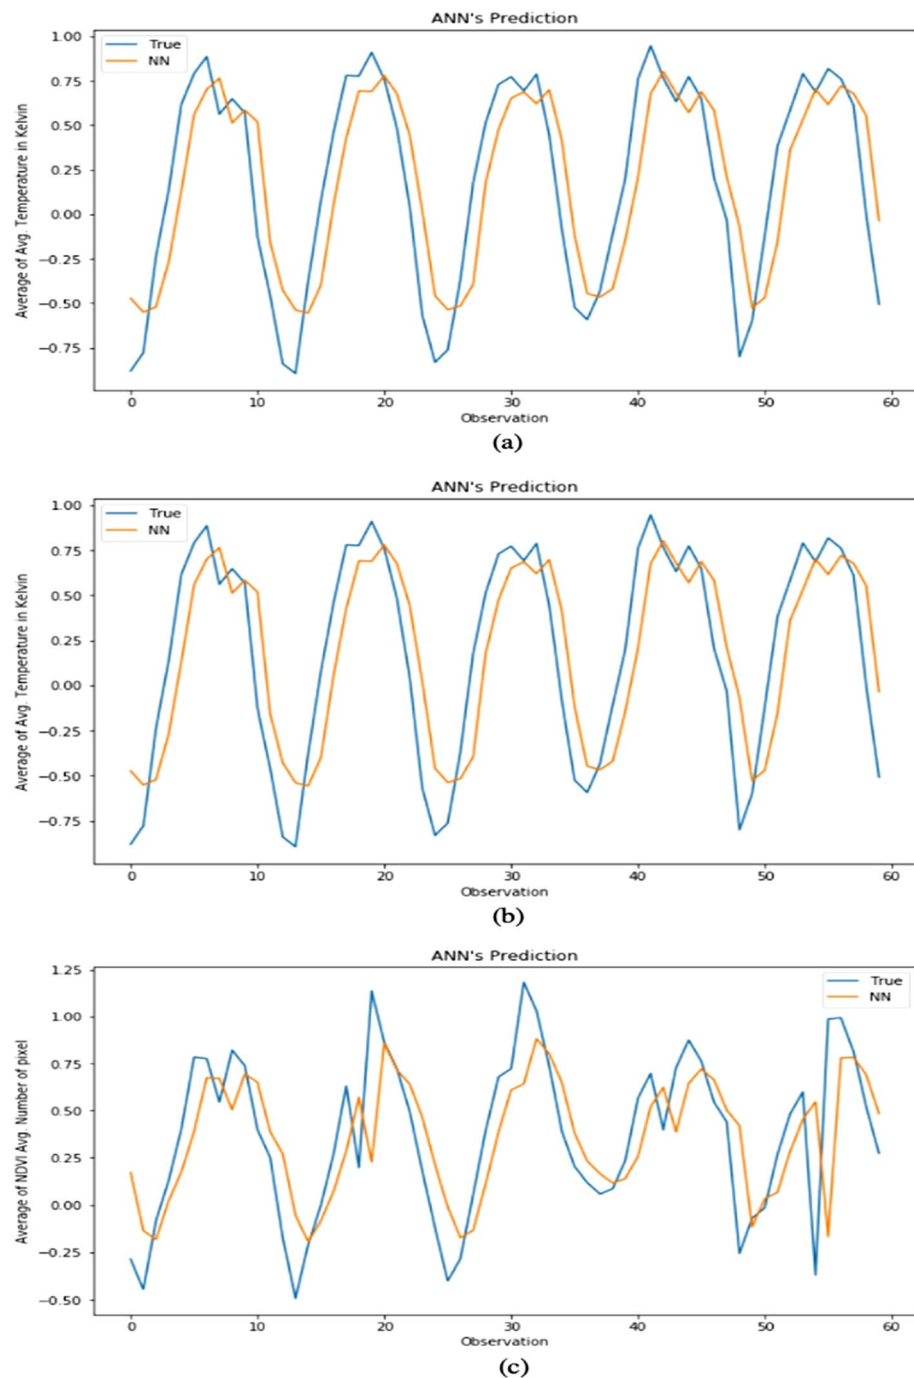 ANN's Prediction
True
NN
1.00
0.75
0.50
0.25
0.00
−0.25
−0.50
−0.75
Average of Avg. Temperature in Kelvin
0 10 20 30 40 50 60
Observation
(a)
ANN's Prediction
True
NN
1.00
0.75
0.50
0.25
0.00
−0.25
−0.50
−0.75
Average of Avg. Temperature in Kelvin
0 10 20 30 40 50 60
Observation
(b)
ANN's Prediction
True
NN
1.25
1.00
0.75
0.50
0.25
0.00
−0.25
−0.50
Average of NDVI Avg. Number of pixel
0 10 20 30 40 50 60
Observation
(c)